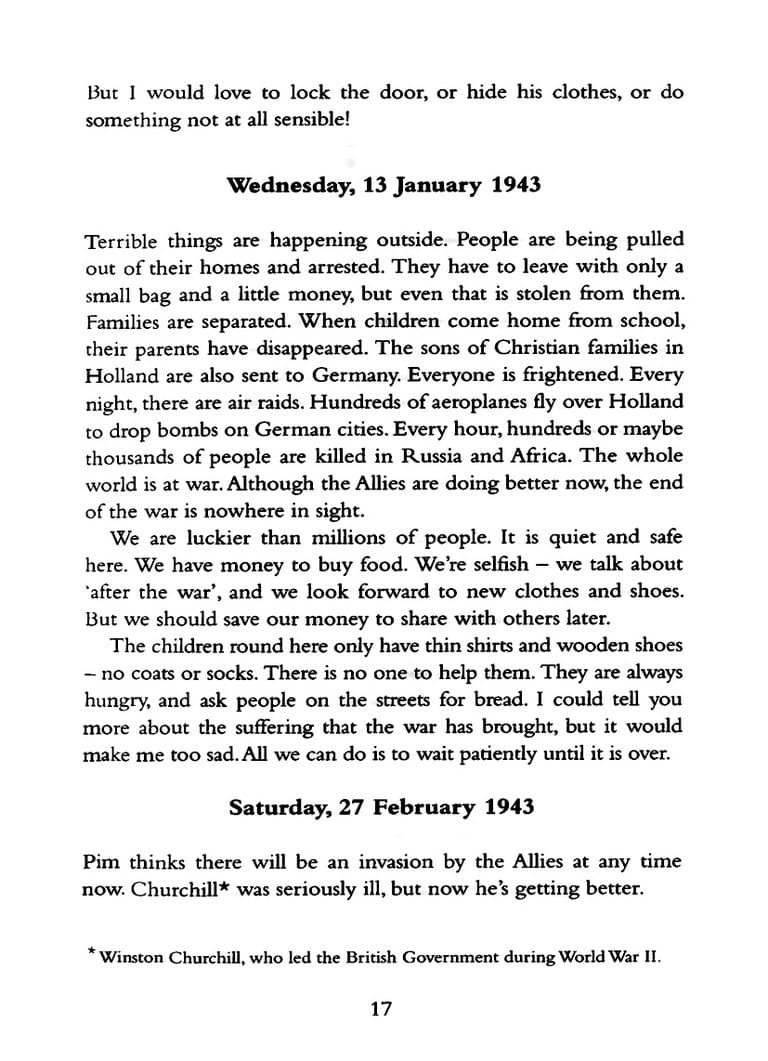 But I would love to lock the door, or hide his clothes, or do
something not at all sensible!
Wednesday, 13 January 1943
Terrible things are happening outside. People are being pulled
out of their homes and arrested. They have to leave with only a
small bag and a little money, but even that is stolen from them.
Families are separated. When children come home from school,
their parents have disappeared. The sons of Christian families in
Holland are also sent to Germany. Everyone is frightened. Every
night, there are air raids. Hundreds of aeroplanes fly over Holland
to drop bombs on German cities. Every hour, hundreds or maybe
thousands of people are killed in Russia and Africa. The whole
world is at war. Although the Allies are doing better now, the end
of the war is nowhere in sight.
We are luckier than millions of people. It is quiet and safe
here. We have money to buy food. We're selfish – we talk about
'after the war', and we look forward to new clothes and shoes.
But we should save our money to share with others later.
The children round here only have thin shirts and wooden shoes
– no coats or socks. There is no one to help them. They are always
hungry, and ask people on the streets for bread. I could tell you
more about the suffering that the war has brought, but it would
make me too sad. All we can do is to wait patiently until it is over.
Saturday, 27 February 1943
Pim thinks there will be an invasion by the Allies at any time
now. Churchill* was seriously ill, but now he's getting better.
* Winston Churchill, who led the British Government during World War II.
17